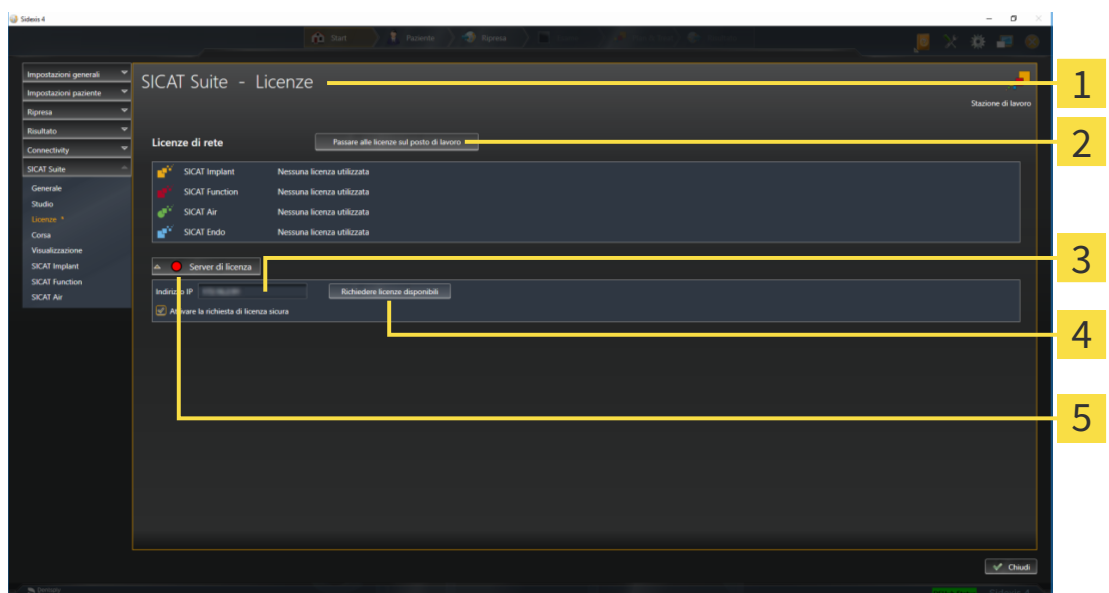 Sidexis 4
Start Paziente Ripresa
Impostazioni generali
Impostazioni paziente
Ripresa
Risultato
Connectivity
SICAT Suite
Generale
Studio
Licenze *
Corsa
Visualizzazione
SICAT Implant
SICAT Function
SICAT Air
SICAT Suite - Licenze
Stazione di lavoro
Licenze di rete Passare alle licenze sul posto di lavoro
SICAT Implant Nessuna licenza utilizzata
SICAT Function Nessuna licenza utilizzata
SICAT Air Nessuna licenza utilizzata
SICAT Endo Nessuna licenza utilizzata
Server di licenza
Indirizzo IP Richiedere licenze disponibili
Attivare la richiesta di licenza sicura
Chiudi
1
2
3
4
5